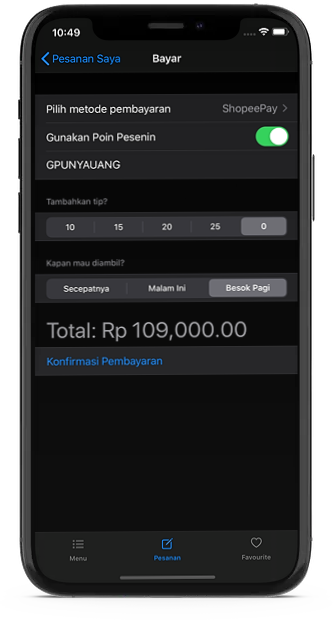 10:49
Pesanan Saya
Bayar
Pilih metode pembayaran
ShopeePay
Gunakan Poin Pesenin
GPUNYAUANG
Tambahkan tip?
10 15 20 25 0
Kapan mau diambil?
Secepatnya Malam Ini Besok Pagi
Total: Rp 109,000.00
Konfirmasi Pembayaran
Menu Pesanan Favourite